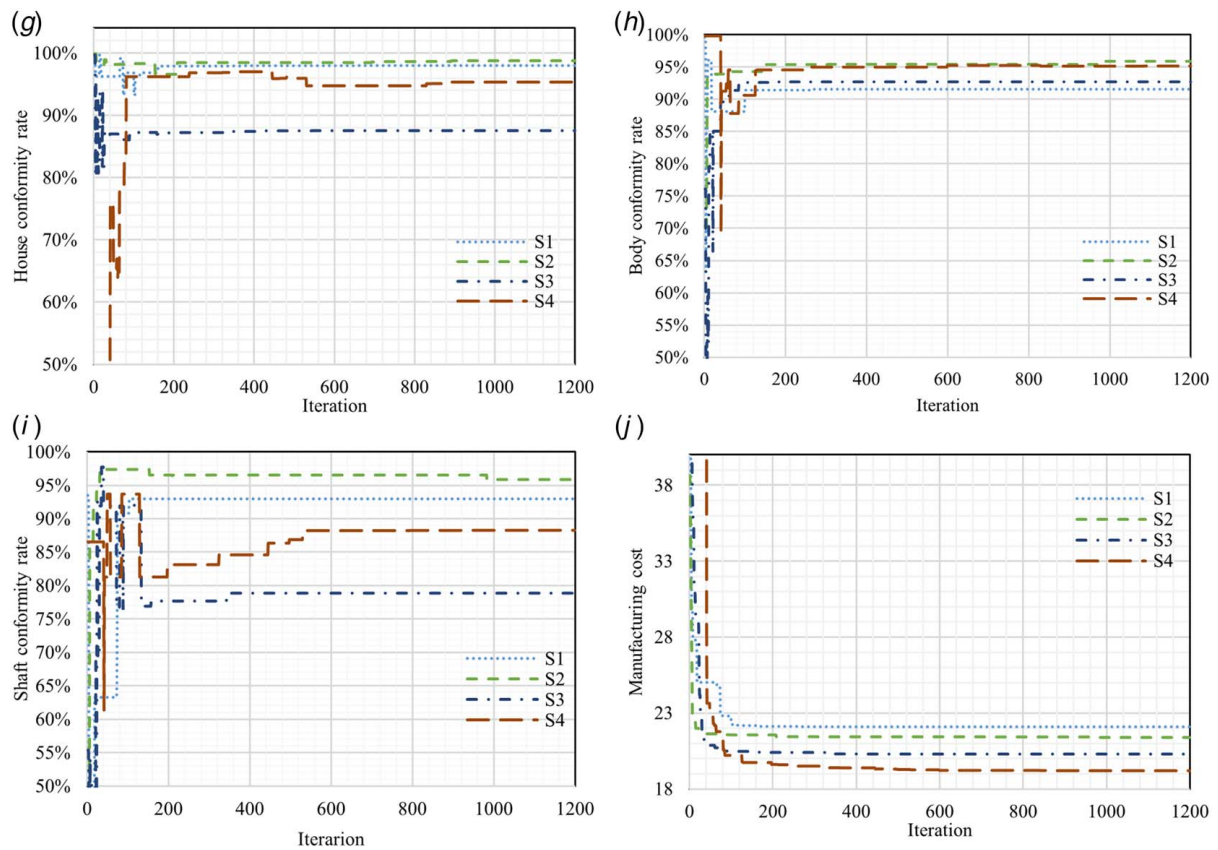 (g)
100%
90%
80%
70%
60%
50%
House conformity rate
S1
S2
S3
S4
0 200 400 600 800 1000 1200
Iteration
(h)
100%
95%
90%
85%
80%
75%
70%
65%
60%
55%
50%
Body conformity rate
S1
S2
S3
S4
0 200 400 600 800 1000 1200
Iteration
(i)
100%
95%
90%
85%
80%
75%
70%
65%
60%
55%
50%
Shaft conformity rate
S1
S2
S3
S4
0 200 400 600 800 1000 1200
Iterarion
(j)
38
33
28
23
18
Manufacturing cost
S1
S2
S3
S4
0 200 400 600 800 1000 1200
Iteration